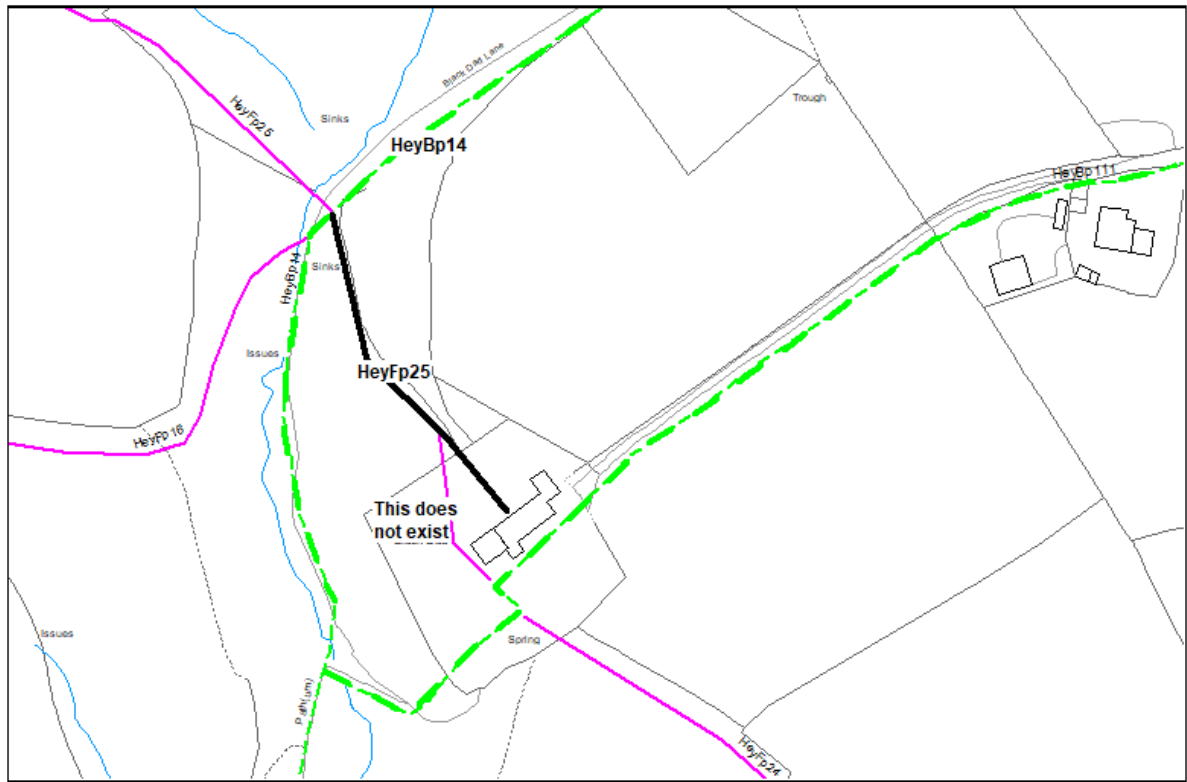 Black Dad Lane
HeyFp26
Sinks
Trough
HeyBp14
HeyBp111
Sinks
HeyBp14
Issues
HeyFp25
HeyFp16
This does
not exist
Issues
Spring
Path(um)
HeyFp24